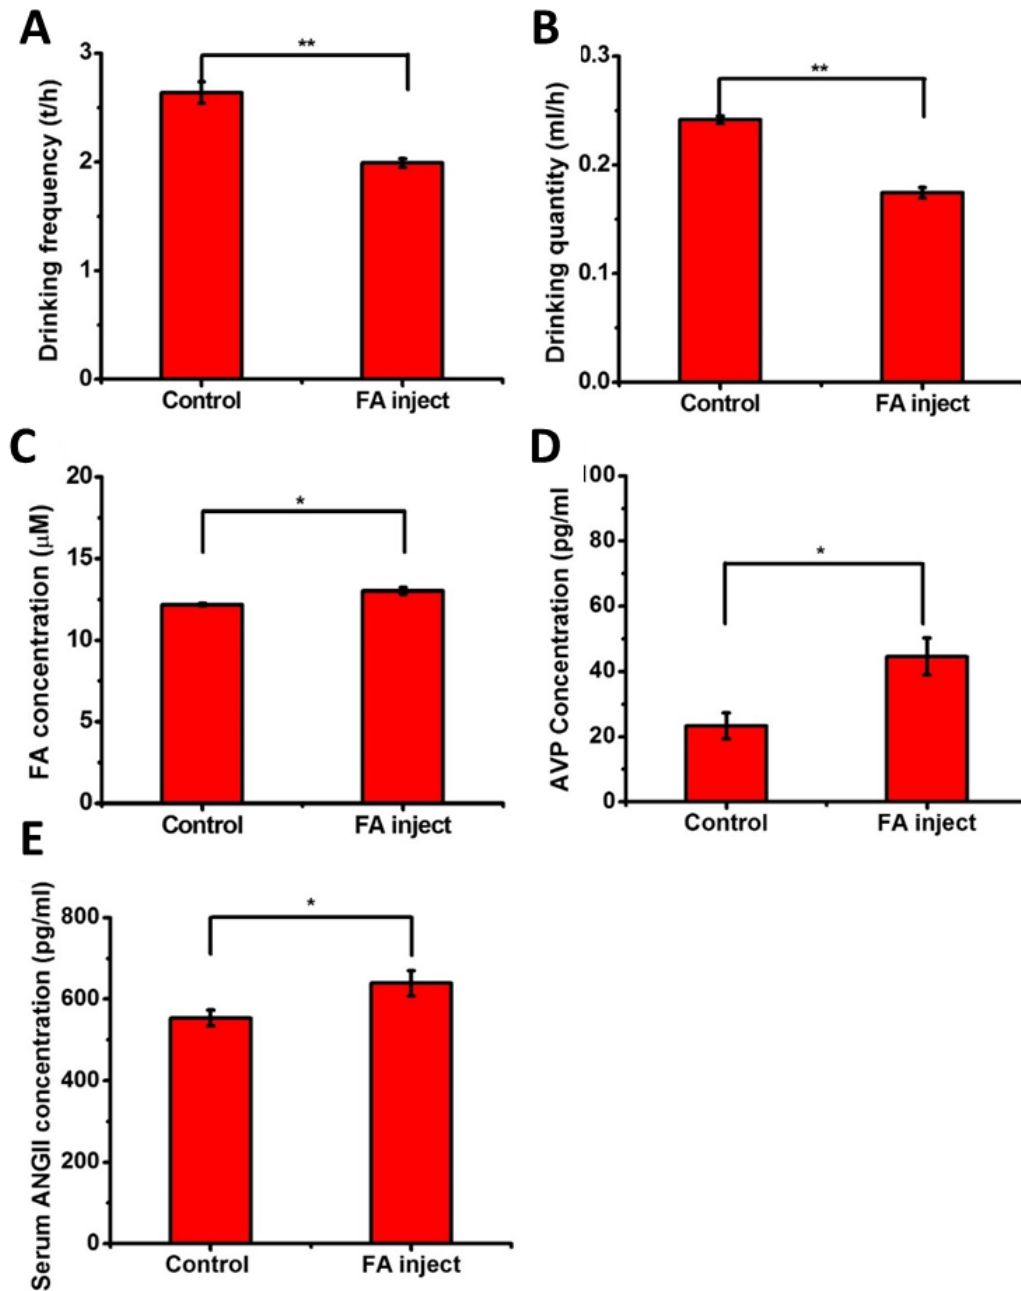 A
Drinking frequency (t/h)
3
2
1
0
**
Control
FA inject
B
Drinking quantity (ml/h)
0.3
0.2
0.1
0.0
**
Control
FA inject
C
FA concentration (µM)
20
15
10
5
0
*
Control
FA inject
D
AVP Concentration (pg/ml
00
80
60
40
20
0
*
Control
FA inject
E
Serum ANGII concentration (pg/ml)
800
600
400
200
0
*
Control
FA inject